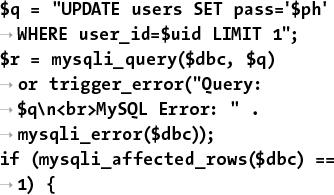 $q = "UPDATE users SET pass='$ph'
→ WHERE user_id=$uid LIMIT 1";
$r = mysqli_query($dbc, $q)
→ or trigger_error("Query:
→ $q\n<br>MySQL Error: " .
→ mysqli_error($dbc));
if (mysqli_affected_rows($dbc) ==
→ 1) {